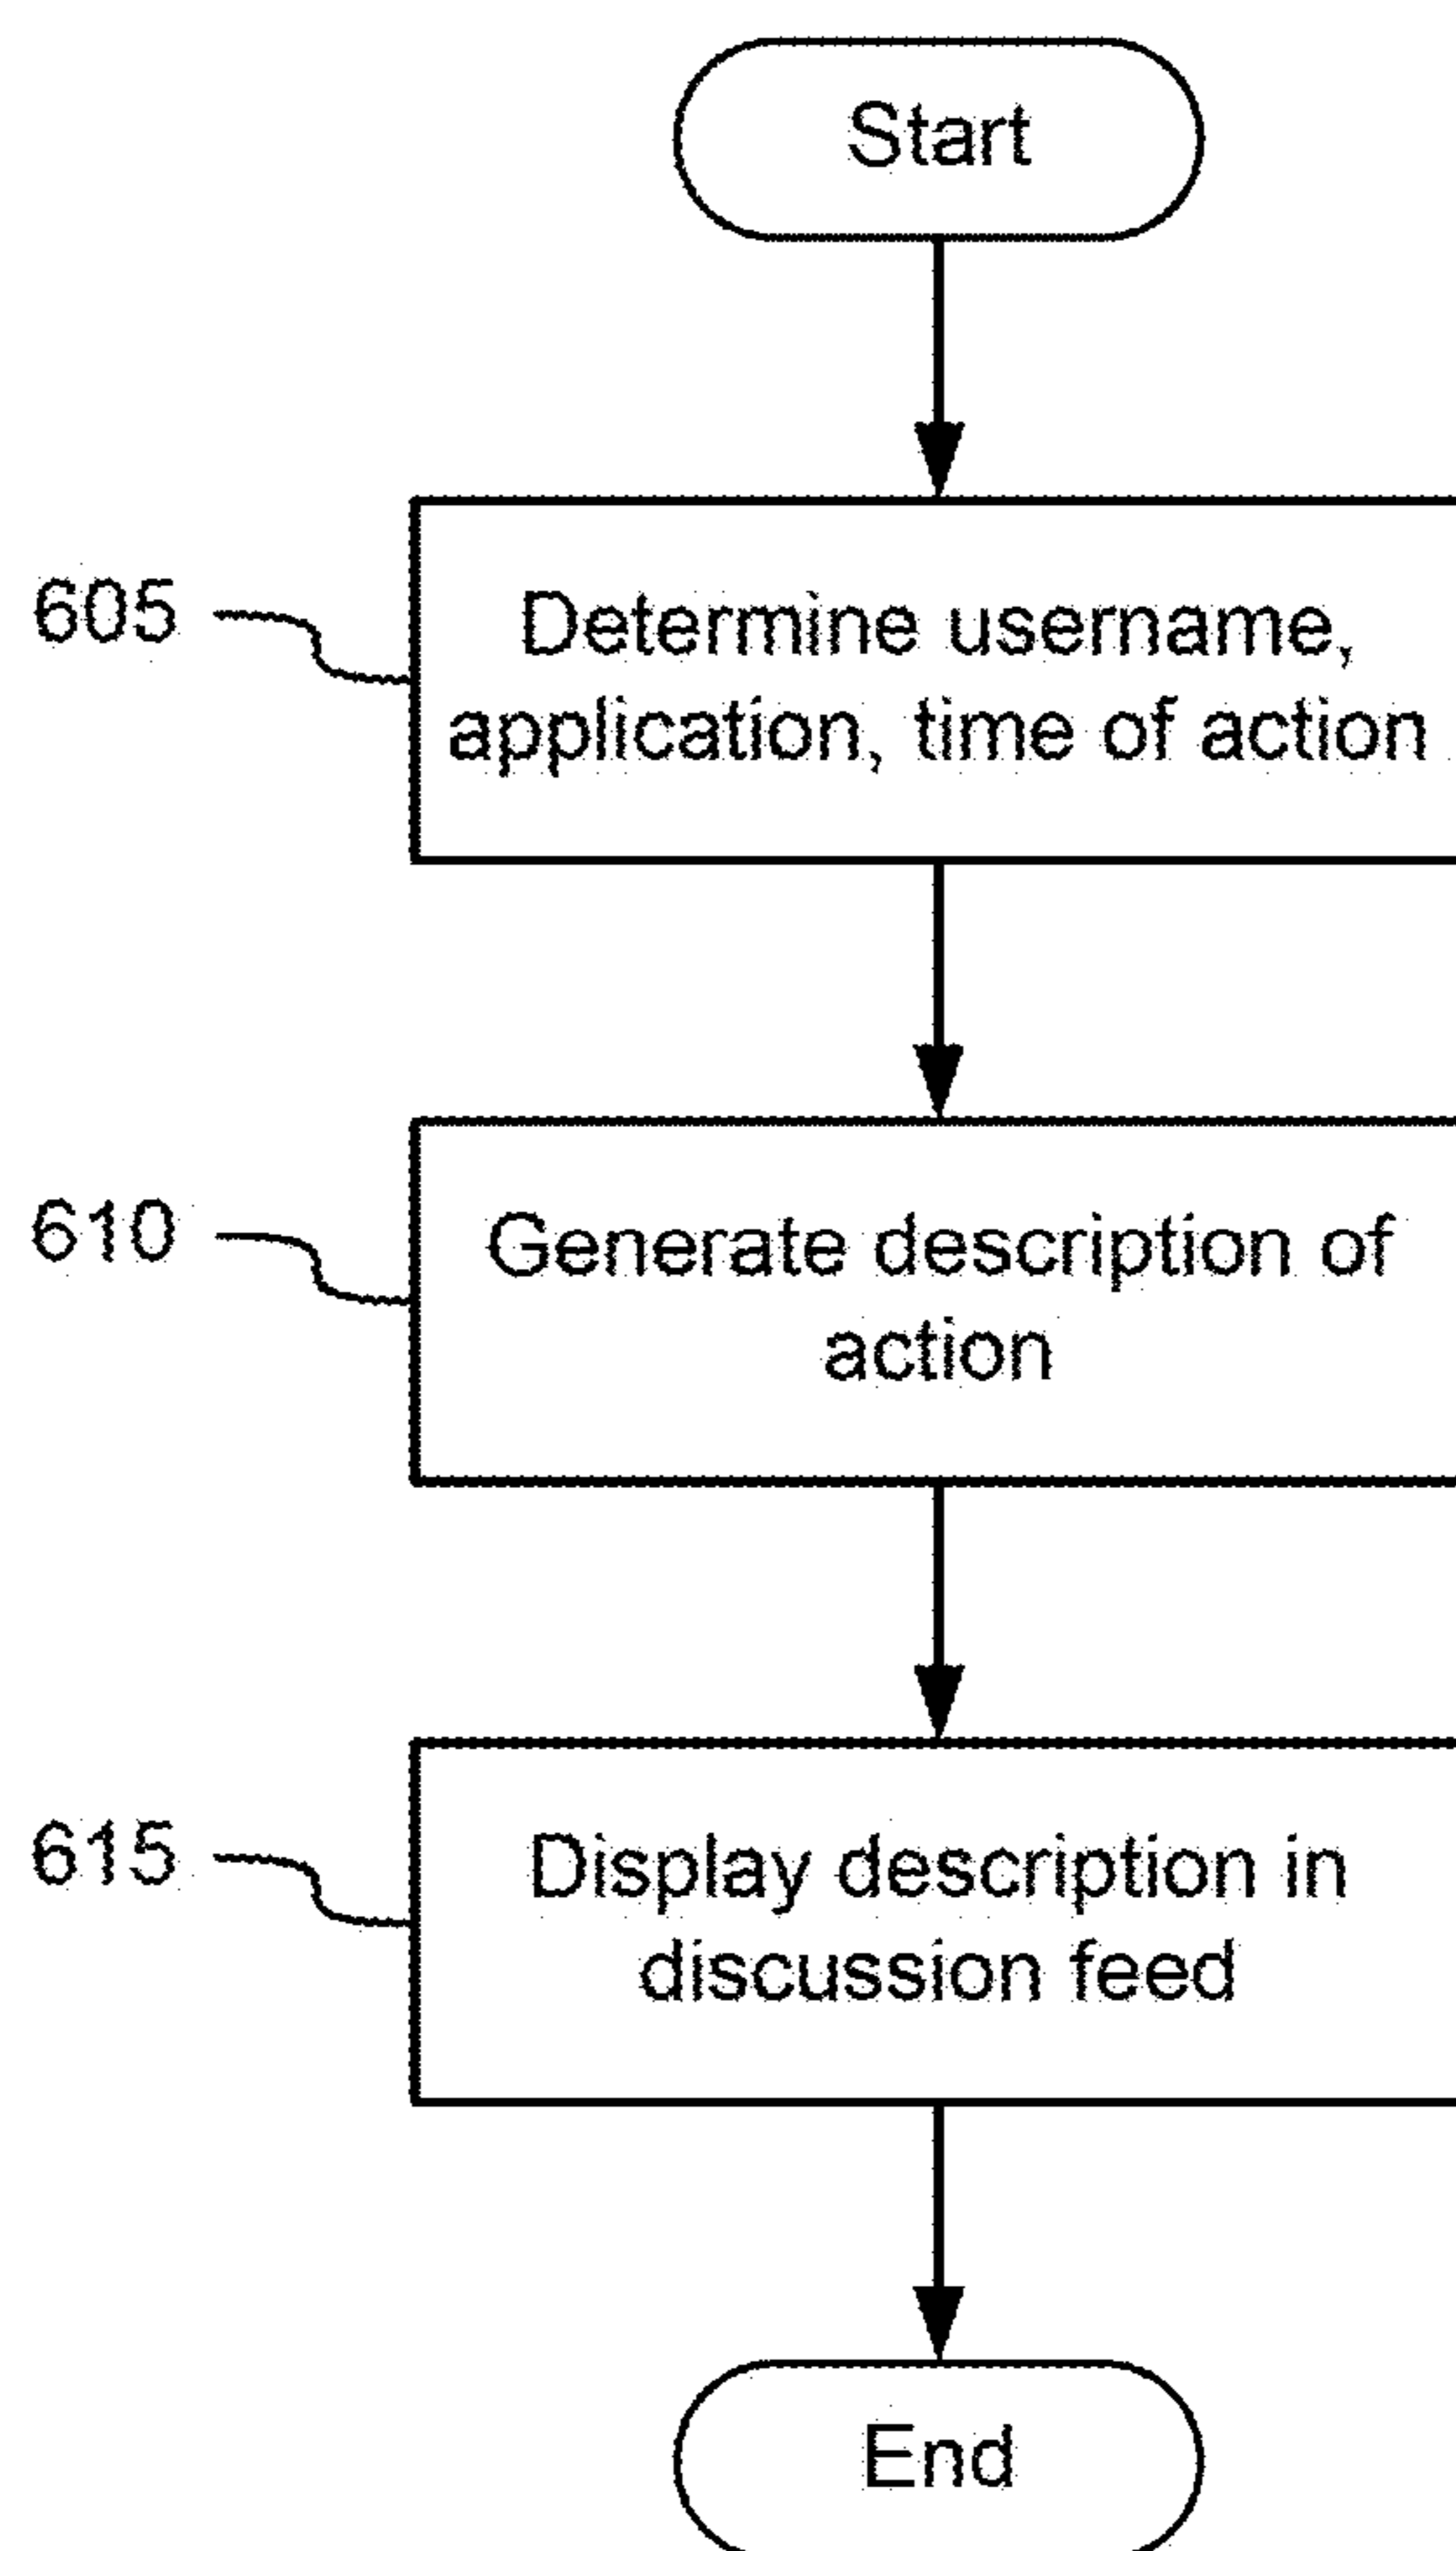 Start
605
Determine username,
application, time of action
610
Generate description of
action
615
Display description in
discussion feed
End